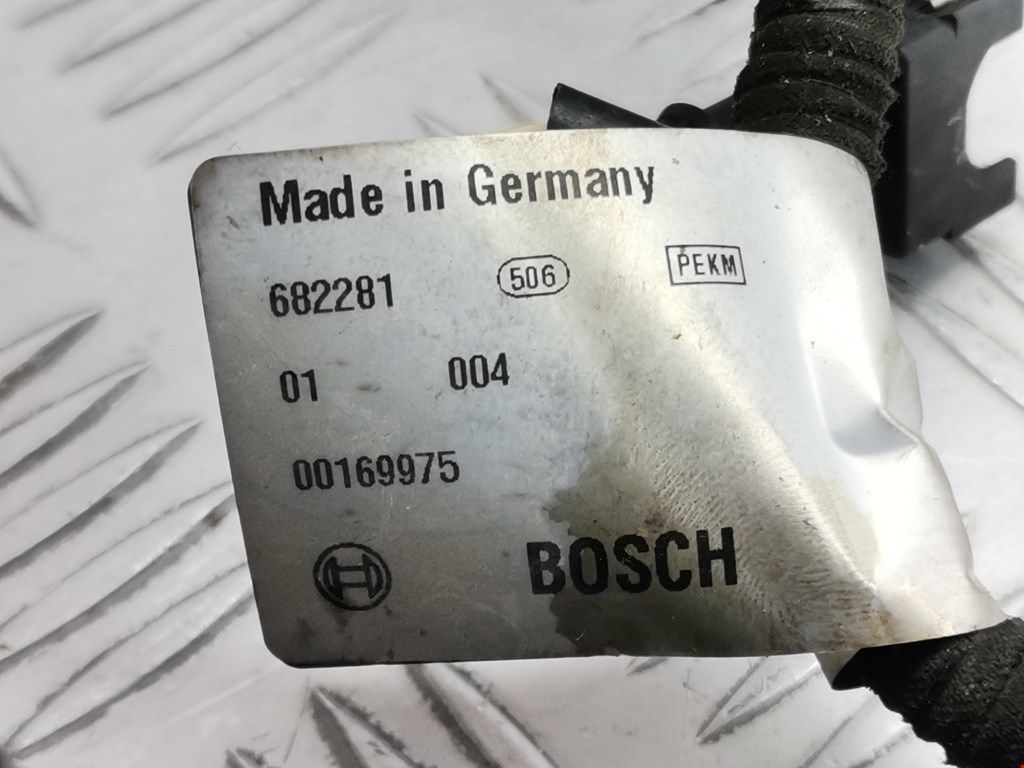 Made in Germany
682281 506 PEKM
01 004
00169975
BOSCH